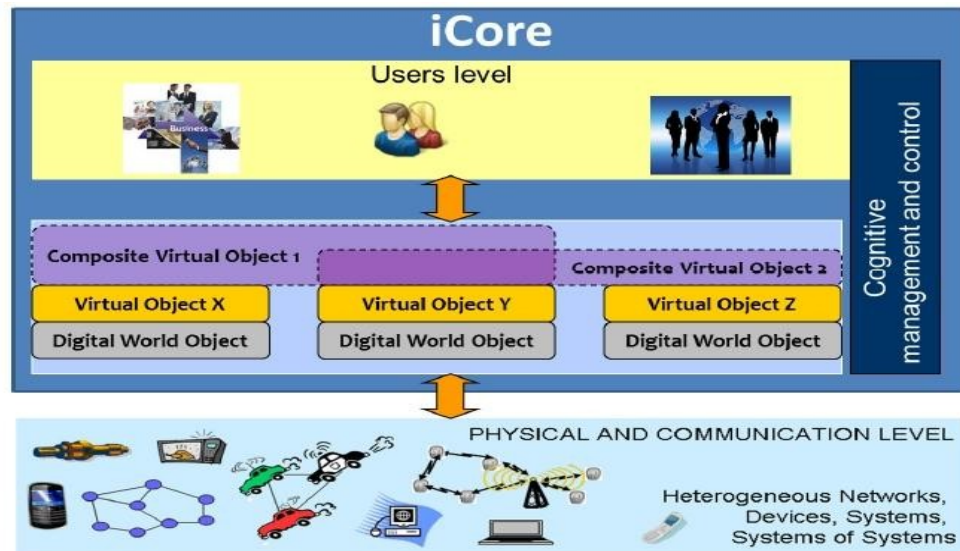 iCore
Users level
Business
Composite Virtual Object 1
Composite Virtual Object 2
Virtual Object X
Virtual Object Y
Virtual Object Z
Digital World Object
Digital World Object
Digital World Object
Cognitive
management and control
PHYSICAL AND COMMUNICATION LEVEL
Heterogeneous Networks,
Devices, Systems,
Systems of Systems